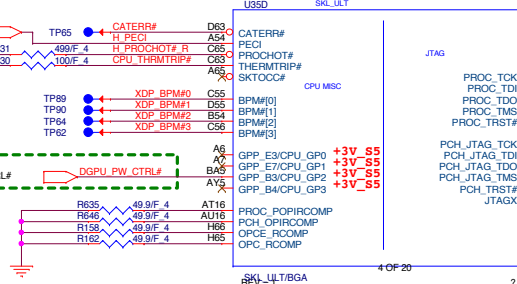 U35D
SKL_ULT
TP65 CATERR# D63 CATERR#
H_PECI A54 PECI
31 499/F_4 H_PROCHOT#_R C65 PROCHOT#
30 100/F_4 CPU_THRMTRIP# C63 THERMTRIP#
A65 SKTOCC#
JTAG
CPU MISC
TP89 XDP_BPM#0 C55 BPM#[0]
TP90 XDP_BPM#1 D55 BPM#[1]
TP64 XDP_BPM#2 B54 BPM#[2]
TP62 XDP_BPM#3 C56 BPM#[3]
PROC_TCK
PROC_TDI
PROC_TDO
PROC_TMS
PROC_TRST#
PCH_JTAG_TCK
PCH_JTAG_TDI
PCH_JTAG_TDO
PCH_JTAG_TMS
PCH_TRST#
JTAGX
A6 GPP_E3/CPU_GP0 +3V_S5
A7 GPP_E7/CPU_GP1 +3V_S5
L# DGPU_PW_CTRL# BA5 GPP_B3/CPU_GP2 +3V_S5
AY5 GPP_B4/CPU_GP3 +3V_S5
R635 49.9/F_4 AT16 PROC_POPIRCOMP
R646 49.9/F_4 AU16 PCH_OPIRCOMP
R158 49.9/F_4 H66 OPCE_RCOMP
R162 49.9/F_4 H65 OPC_RCOMP
4 OF 20
SKL_ULT/BGA